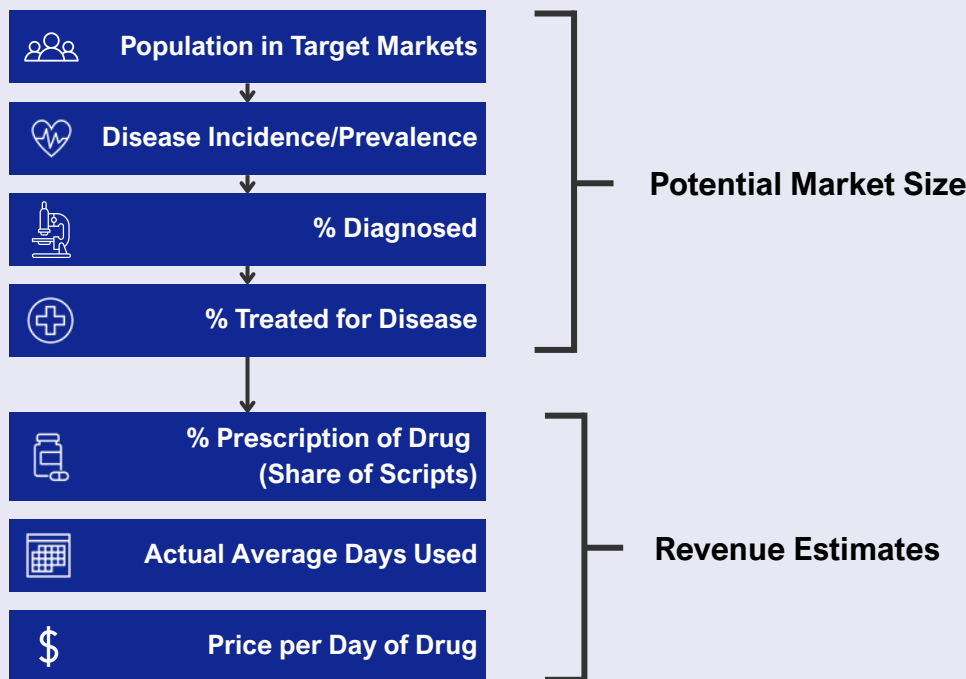 Population in Target Markets
Disease Incidence/Prevalence
% Diagnosed
% Treated for Disease
Potential Market Size
% Prescription of Drug
(Share of Scripts)
Actual Average Days Used
$
Price per Day of Drug
Revenue Estimates